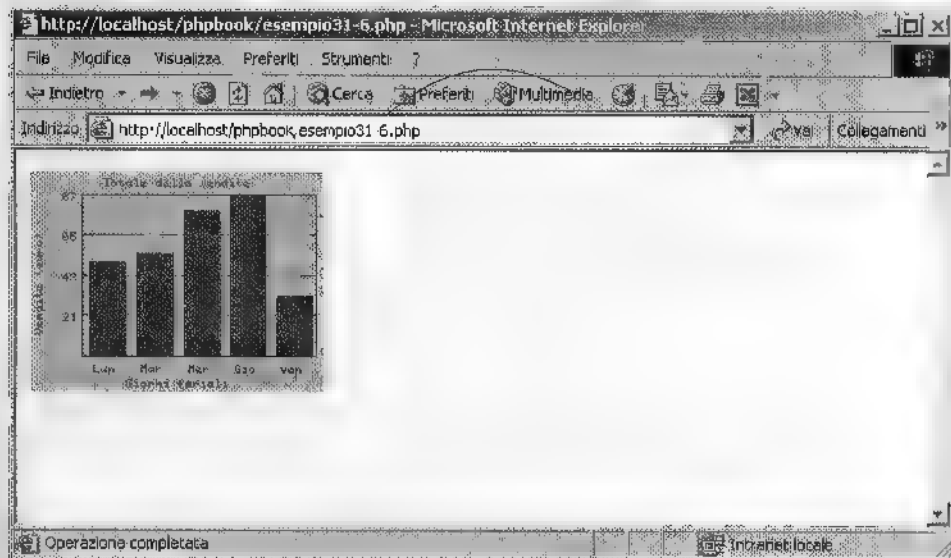 http://localhost/phpbook/esempio31-6.php - Microsoft Internet Explorer
File Modifica Visualizza Preferiti Strumenti ?
Indietro Cerca Preferiti Multimedia
Indirizzo http://localhost/phpbook/esempio31-6.php Vai Collegamenti »
Totale delle vendite
87
65
43
21
Lun Mar Mer Gio Ven
Giorni feriali
Operazione completata Intranet locale